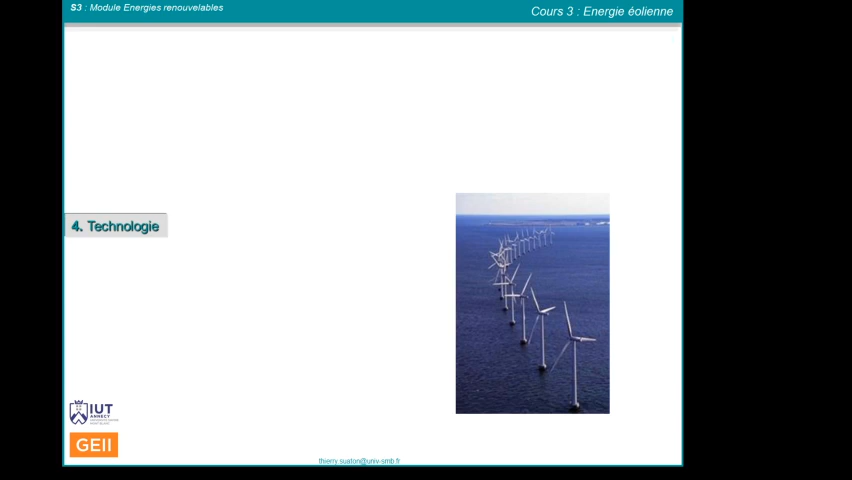 S3 : Module Energies renouvelables
Cours 3 : Energie éolienne
4. Technologie
IUT
ANNECY
GEII
thierry.suaton@univ-smb.fr